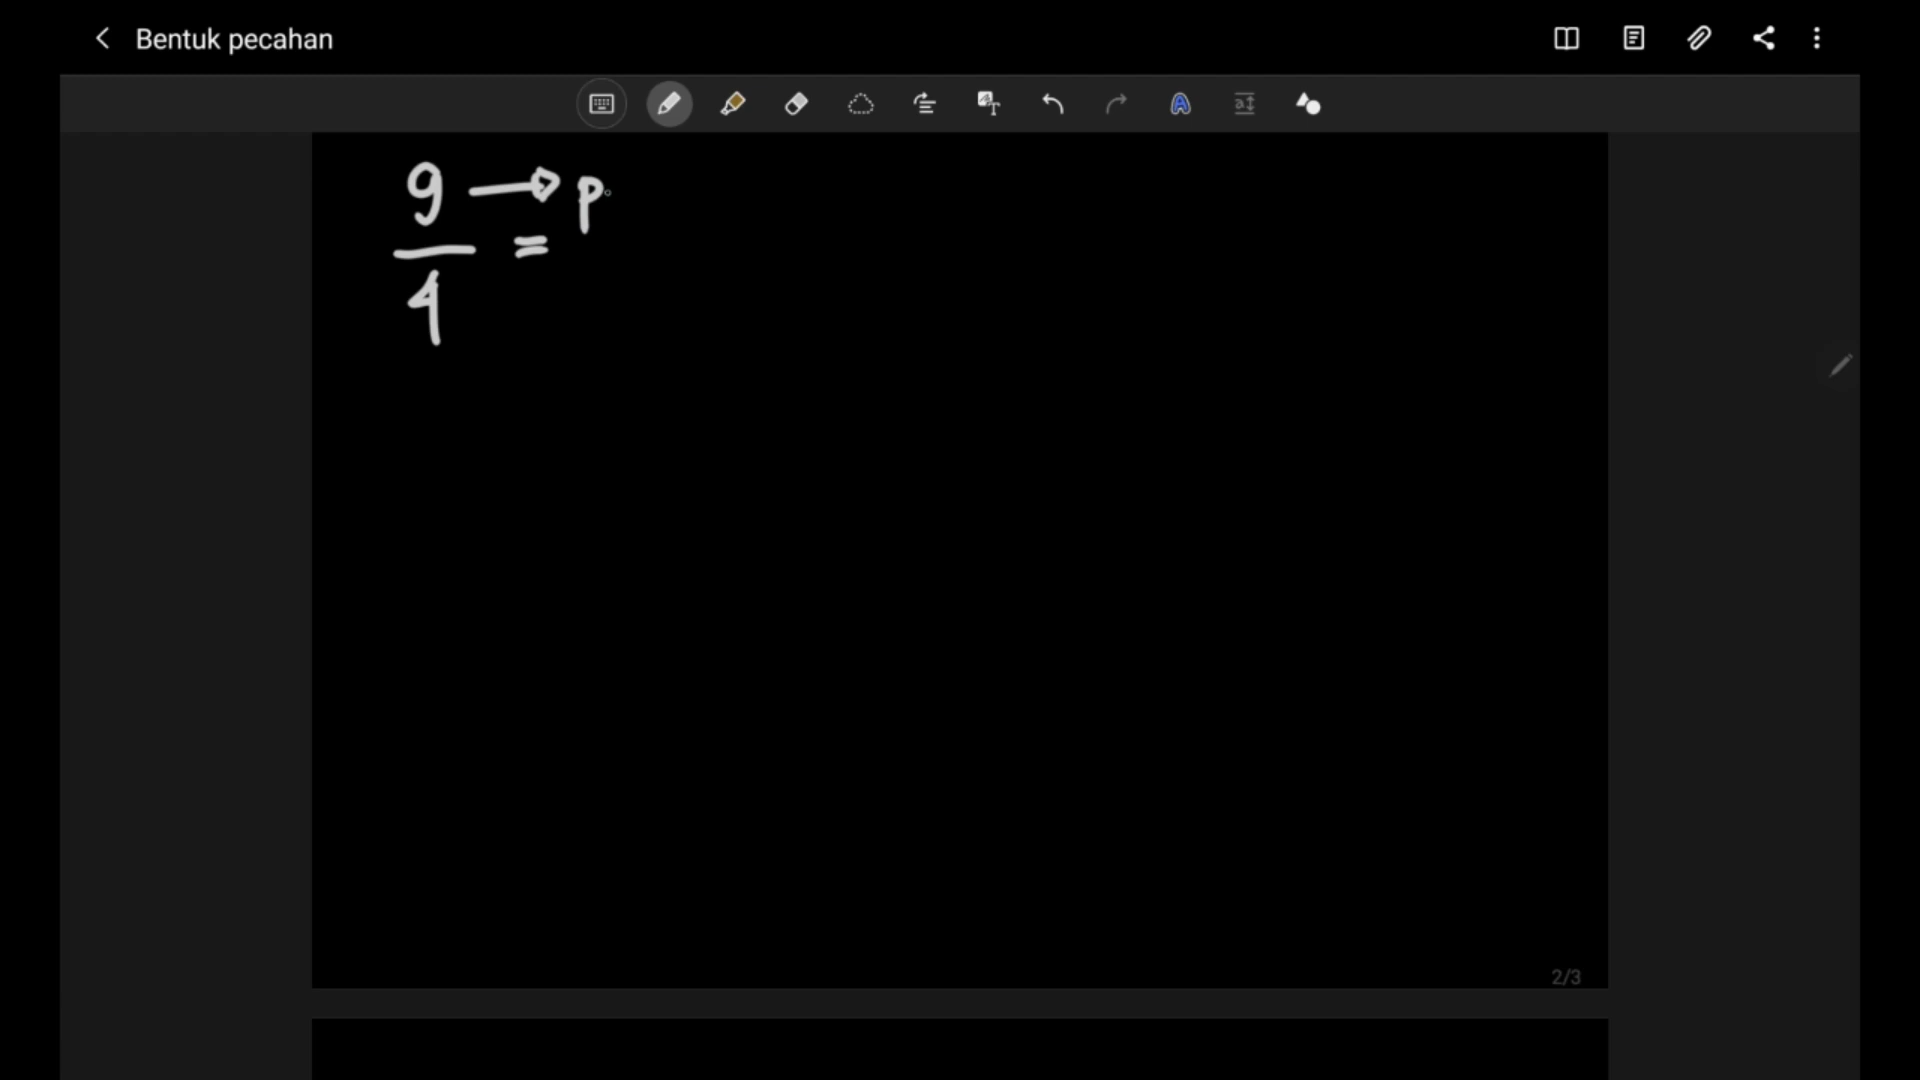 Bentuk pecahan
9 → p
=
4
2/3